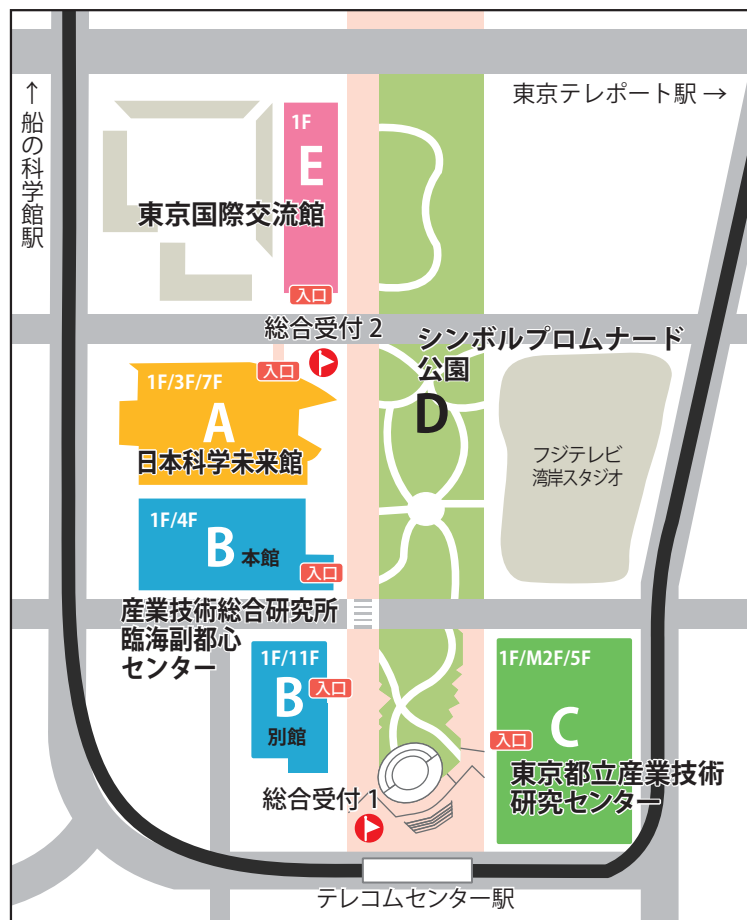 東京テレポート駅→
↑船の科学館駅
1F
E
東京国際交流館
入口
総合受付 2
シンボルプロムナード
公園
D
入口
1F/3F/7F
A
日本科学未来館
フジテレビ
湾岸スタジオ
1F/4F
B 本館
入口
産業技術総合研究所
臨海副都心
センター
1F/11F
B
別館
入口
1F/M2F/5F
C
入口
東京都立産業技術
研究センター
総合受付 1
テレコムセンター駅